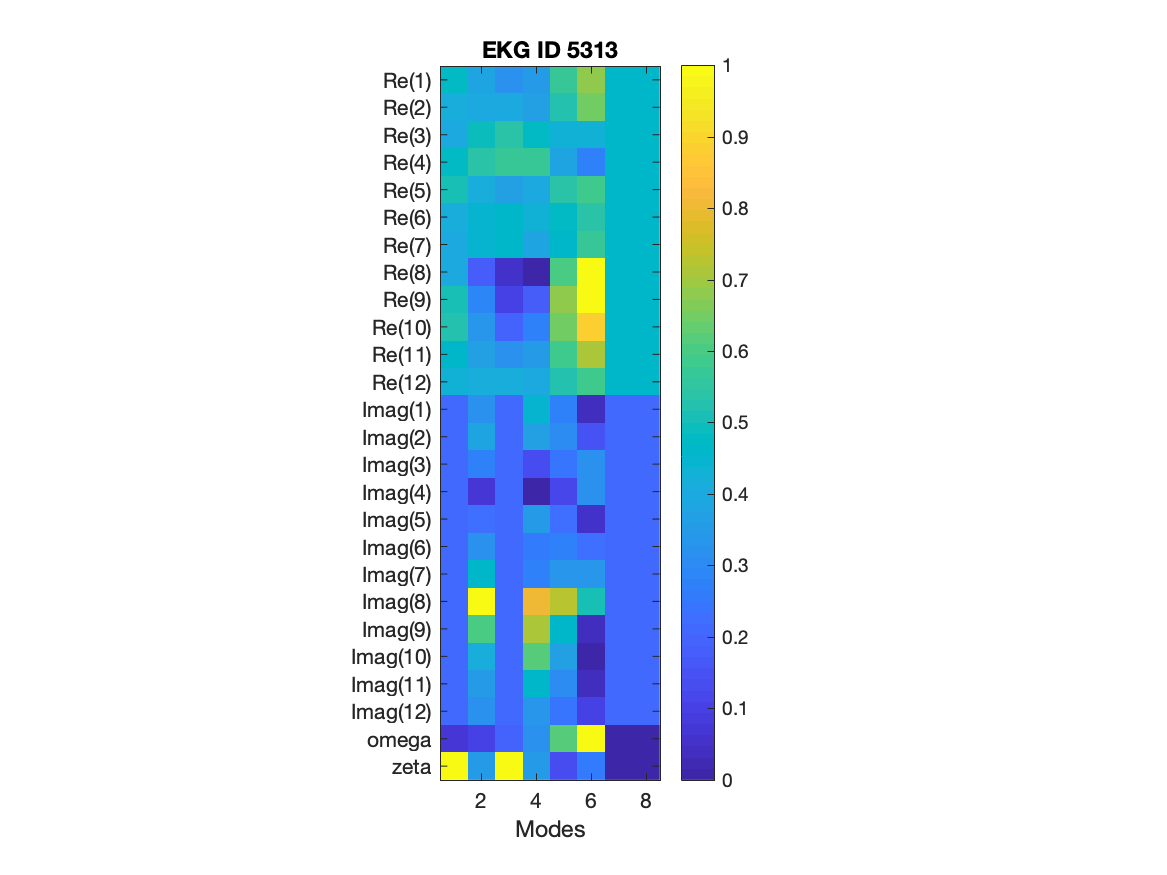 EKG ID 5313
Re(1)
Re(2)
Re(3)
Re(4)
Re(5)
Re(6)
Re(7)
Re(8)
Re(9)
Re(10)
Re(11)
Re(12)
Imag(1)
Imag(2)
Imag(3)
Imag(4)
Imag(5)
Imag(6)
Imag(7)
Imag(8)
Imag(9)
Imag(10)
Imag(11)
Imag(12)
omega
zeta
2 4 6 8
Modes
1
0.9
0.8
0.7
0.6
0.5
0.4
0.3
0.2
0.1
0